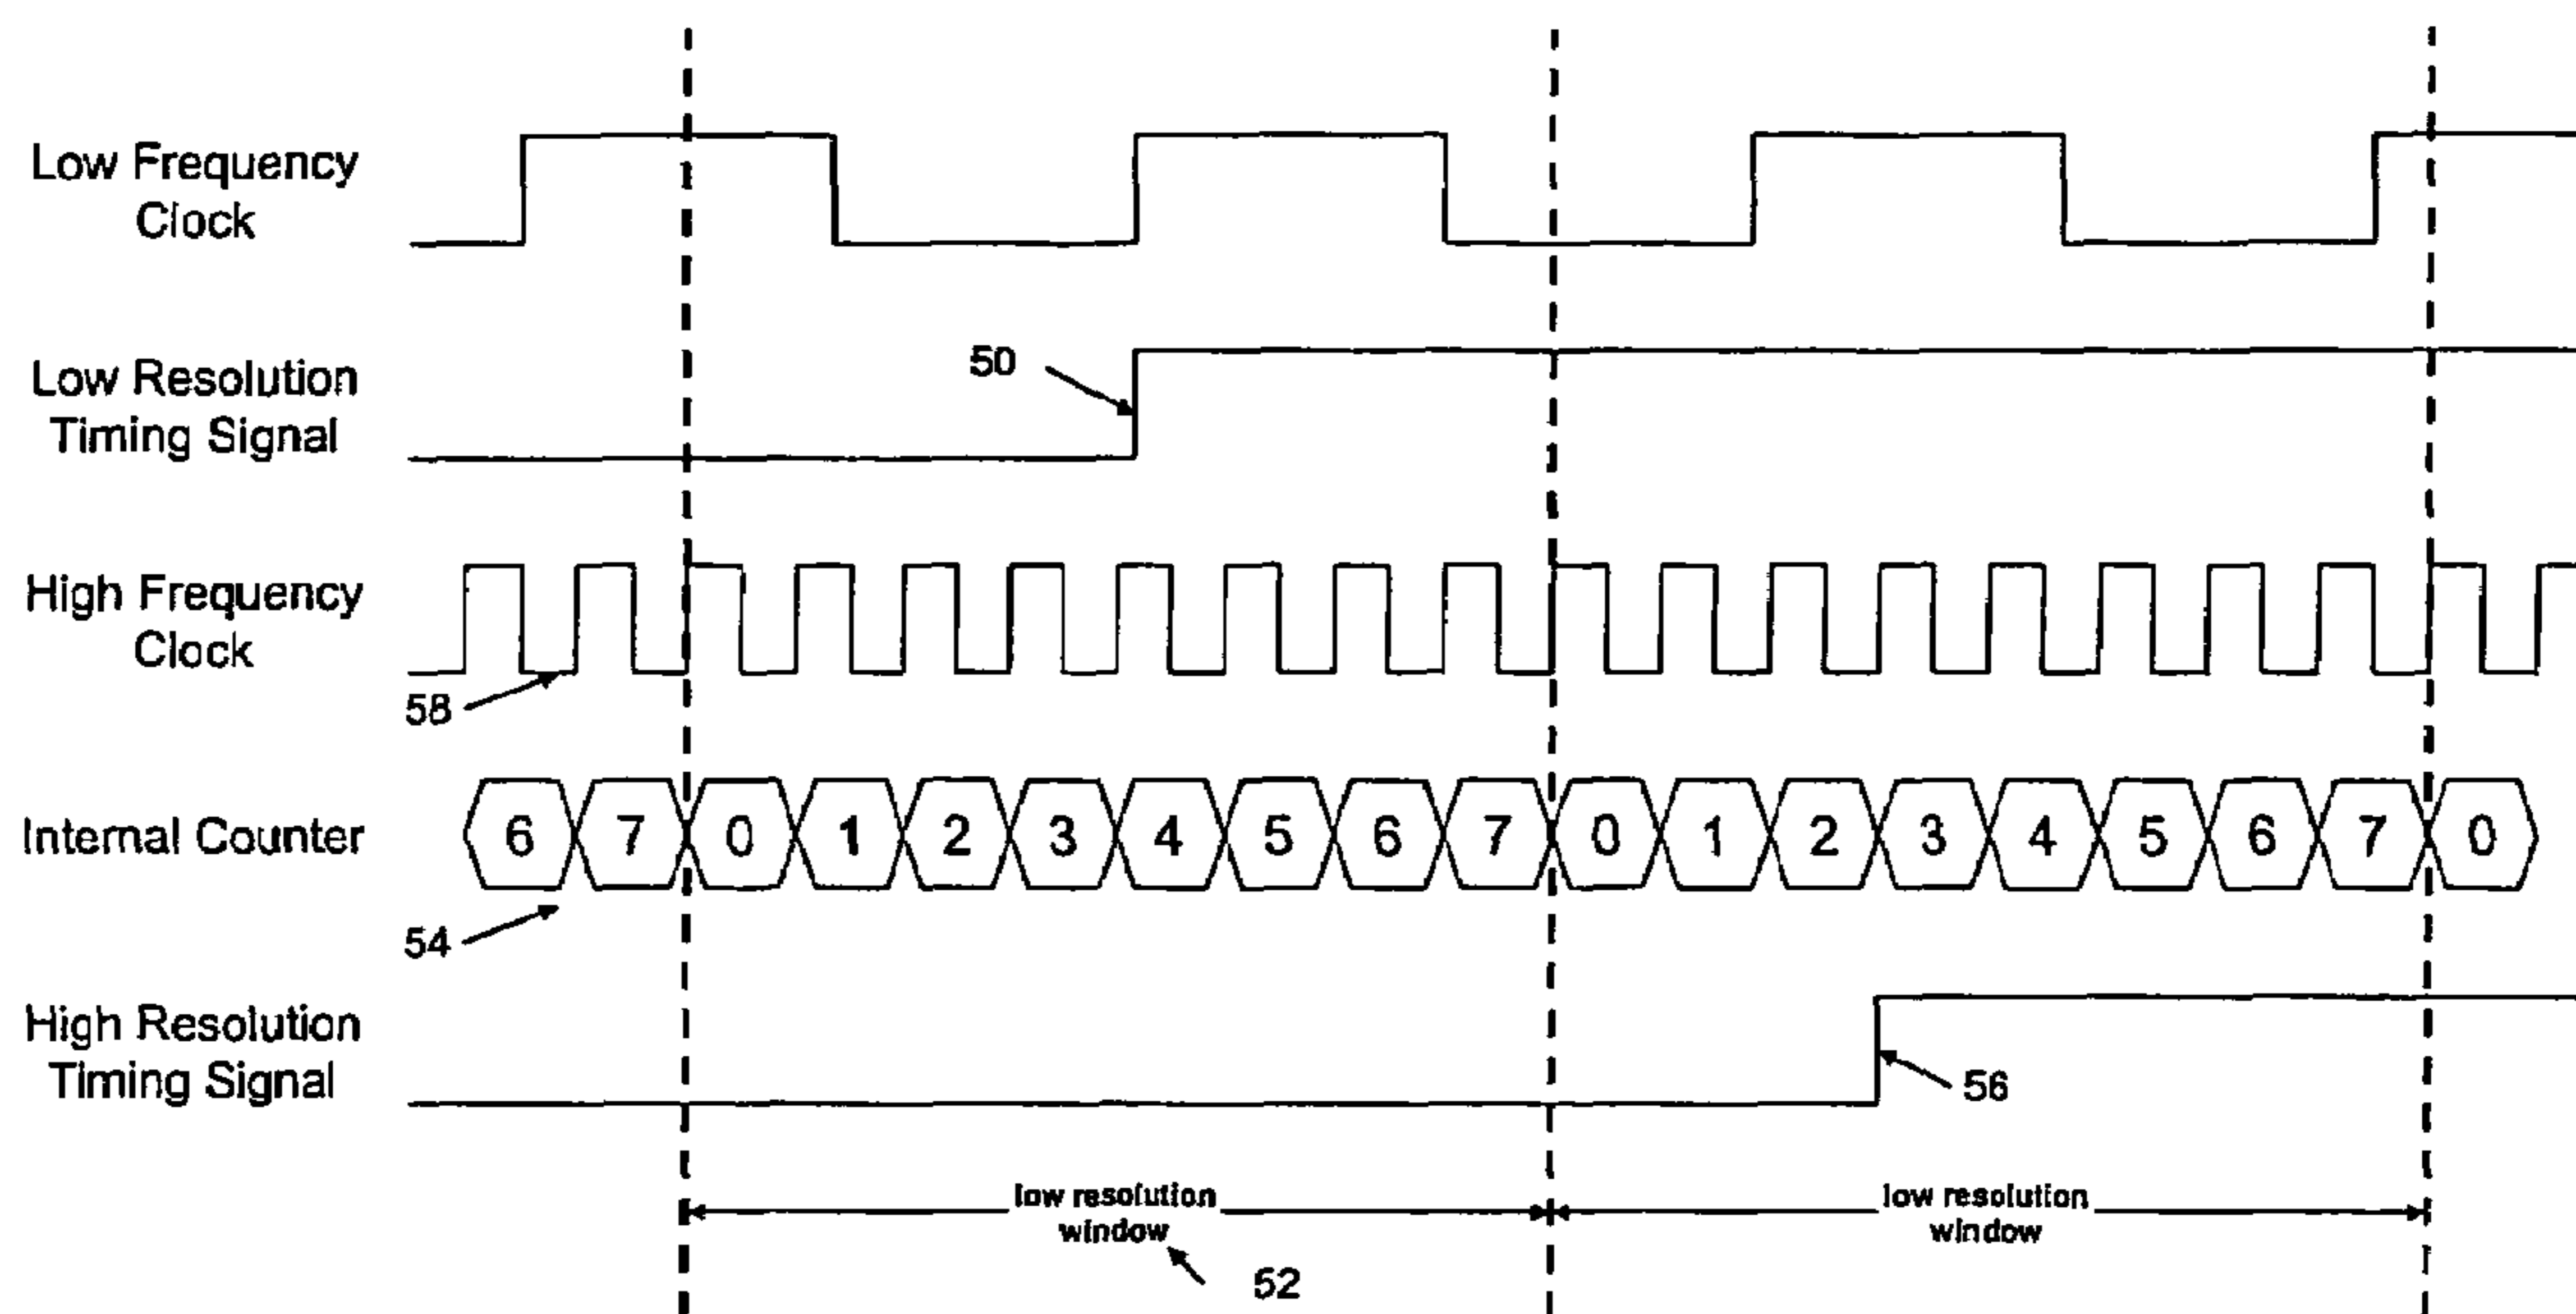 Low Frequency
Clock
Low Resolution
Timing Signal
50
High Frequency
Clock
58
Internal Counter
6 7 0 1 2 3 4 5 6 7 0 1 2 3 4 5 6 7 0
54
High Resolution
Timing Signal
56
low resolution
window
low resolution
window
52